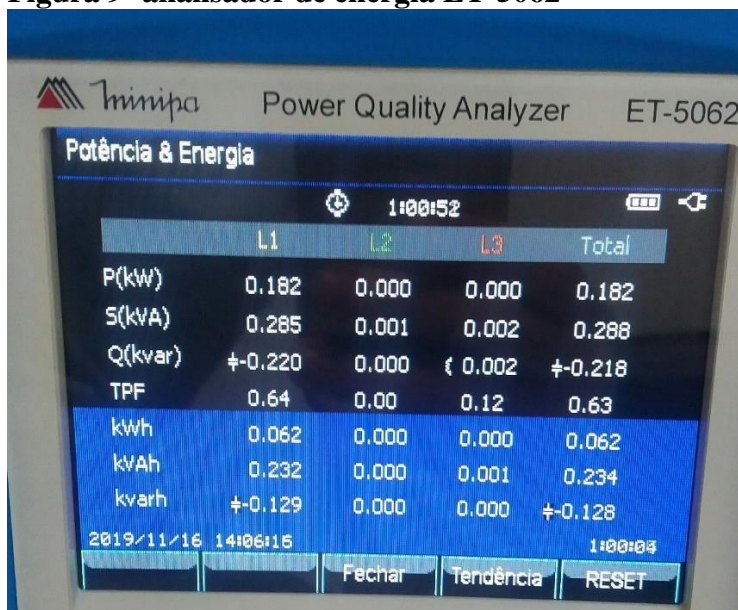 Figura 9- analisador de energia ET-5062
minipa Power Quality Analyzer ET-5062
Potência & Energia
1:00:52
L1 L2 L3 Total
P(kW) 0.182 0.000 0.000 0.182
S(kVA) 0.285 0.001 0.002 0.288
Q(kvar) -0.220 0.000 0.002 -0.218
TPF 0.64 0.00 0.12 0.63
kWh 0.062 0.000 0.000 0.062
kVAh 0.232 0.000 0.001 0.234
kvarh -0.129 0.000 0.000 -0.128
2019/11/16 14:06:15
Fechar Tendência RESET